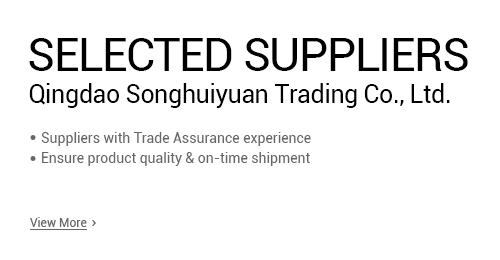 SELECTED SUPPLIERS
Qingdao Songhuiyuan Trading Co., Ltd.
• Suppliers with Trade Assurance experience
• Ensure product quality & on-time shipment
View More ›